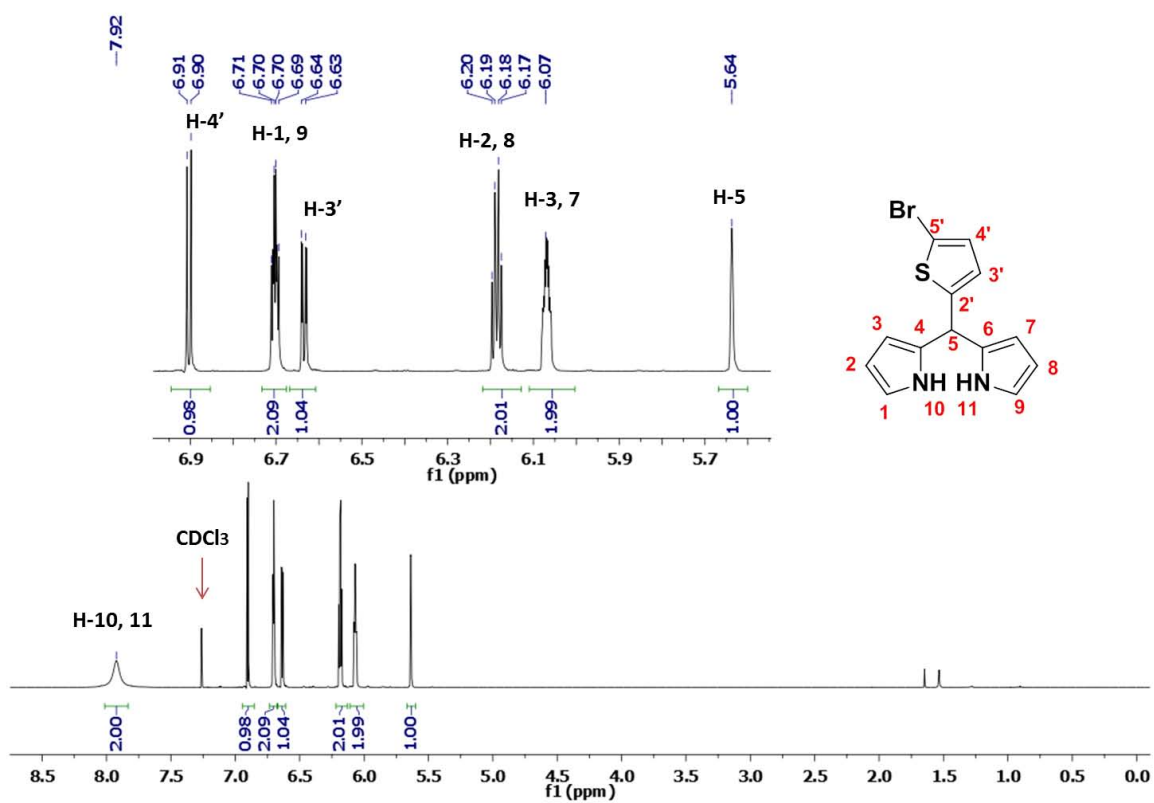 7.92
6.91
6.90
6.71
6.70
6.70
6.69
6.64
6.63
6.20
6.19
6.18
6.17
6.07
5.64
H-4’
H-1, 9
H-3’
H-2, 8
H-3, 7
H-5
0.98
2.09
1.04
2.01
1.99
1.00
6.9 6.7 6.5 6.3 6.1 5.9 5.7
f1 (ppm)
Br
5'
4'
S
3'
2'
3 4 6 7
5
2 NH HN 8
1 10 11 9
CDCl3
H-10, 11
2.00
0.98
2.09
1.04
2.01
1.99
1.00
8.5 8.0 7.5 7.0 6.5 6.0 5.5 5.0 4.5 4.0 3.5 3.0 2.5 2.0 1.5 1.0 0.5 0.0
f1 (ppm)